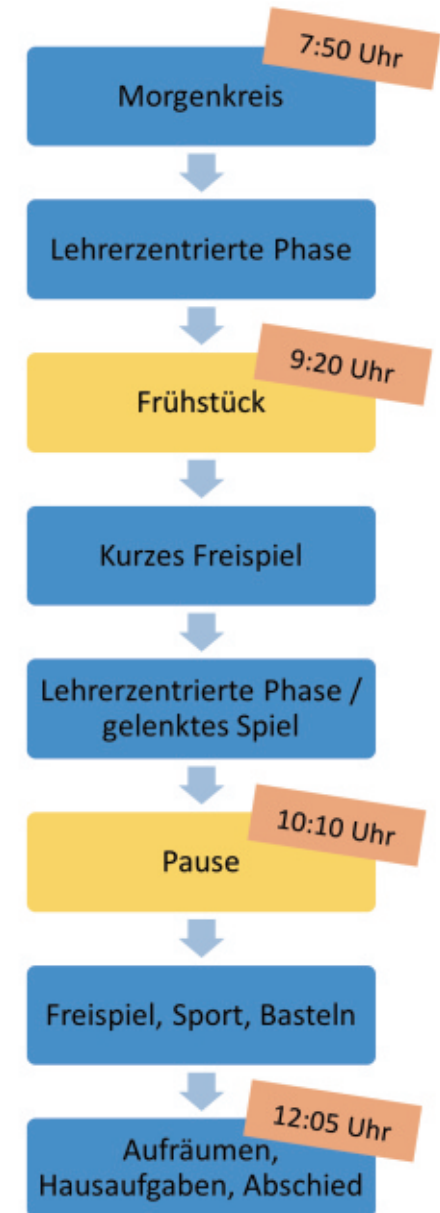 7:50 Uhr
Morgenkreis
Lehrerzentrierte Phase
9:20 Uhr
Frühstück
Kurzes Freispiel
Lehrerzentrierte Phase /
gelenktes Spiel
10:10 Uhr
Pause
Freispiel, Sport, Basteln
12:05 Uhr
Aufräumen,
Hausaufgaben, Abschied